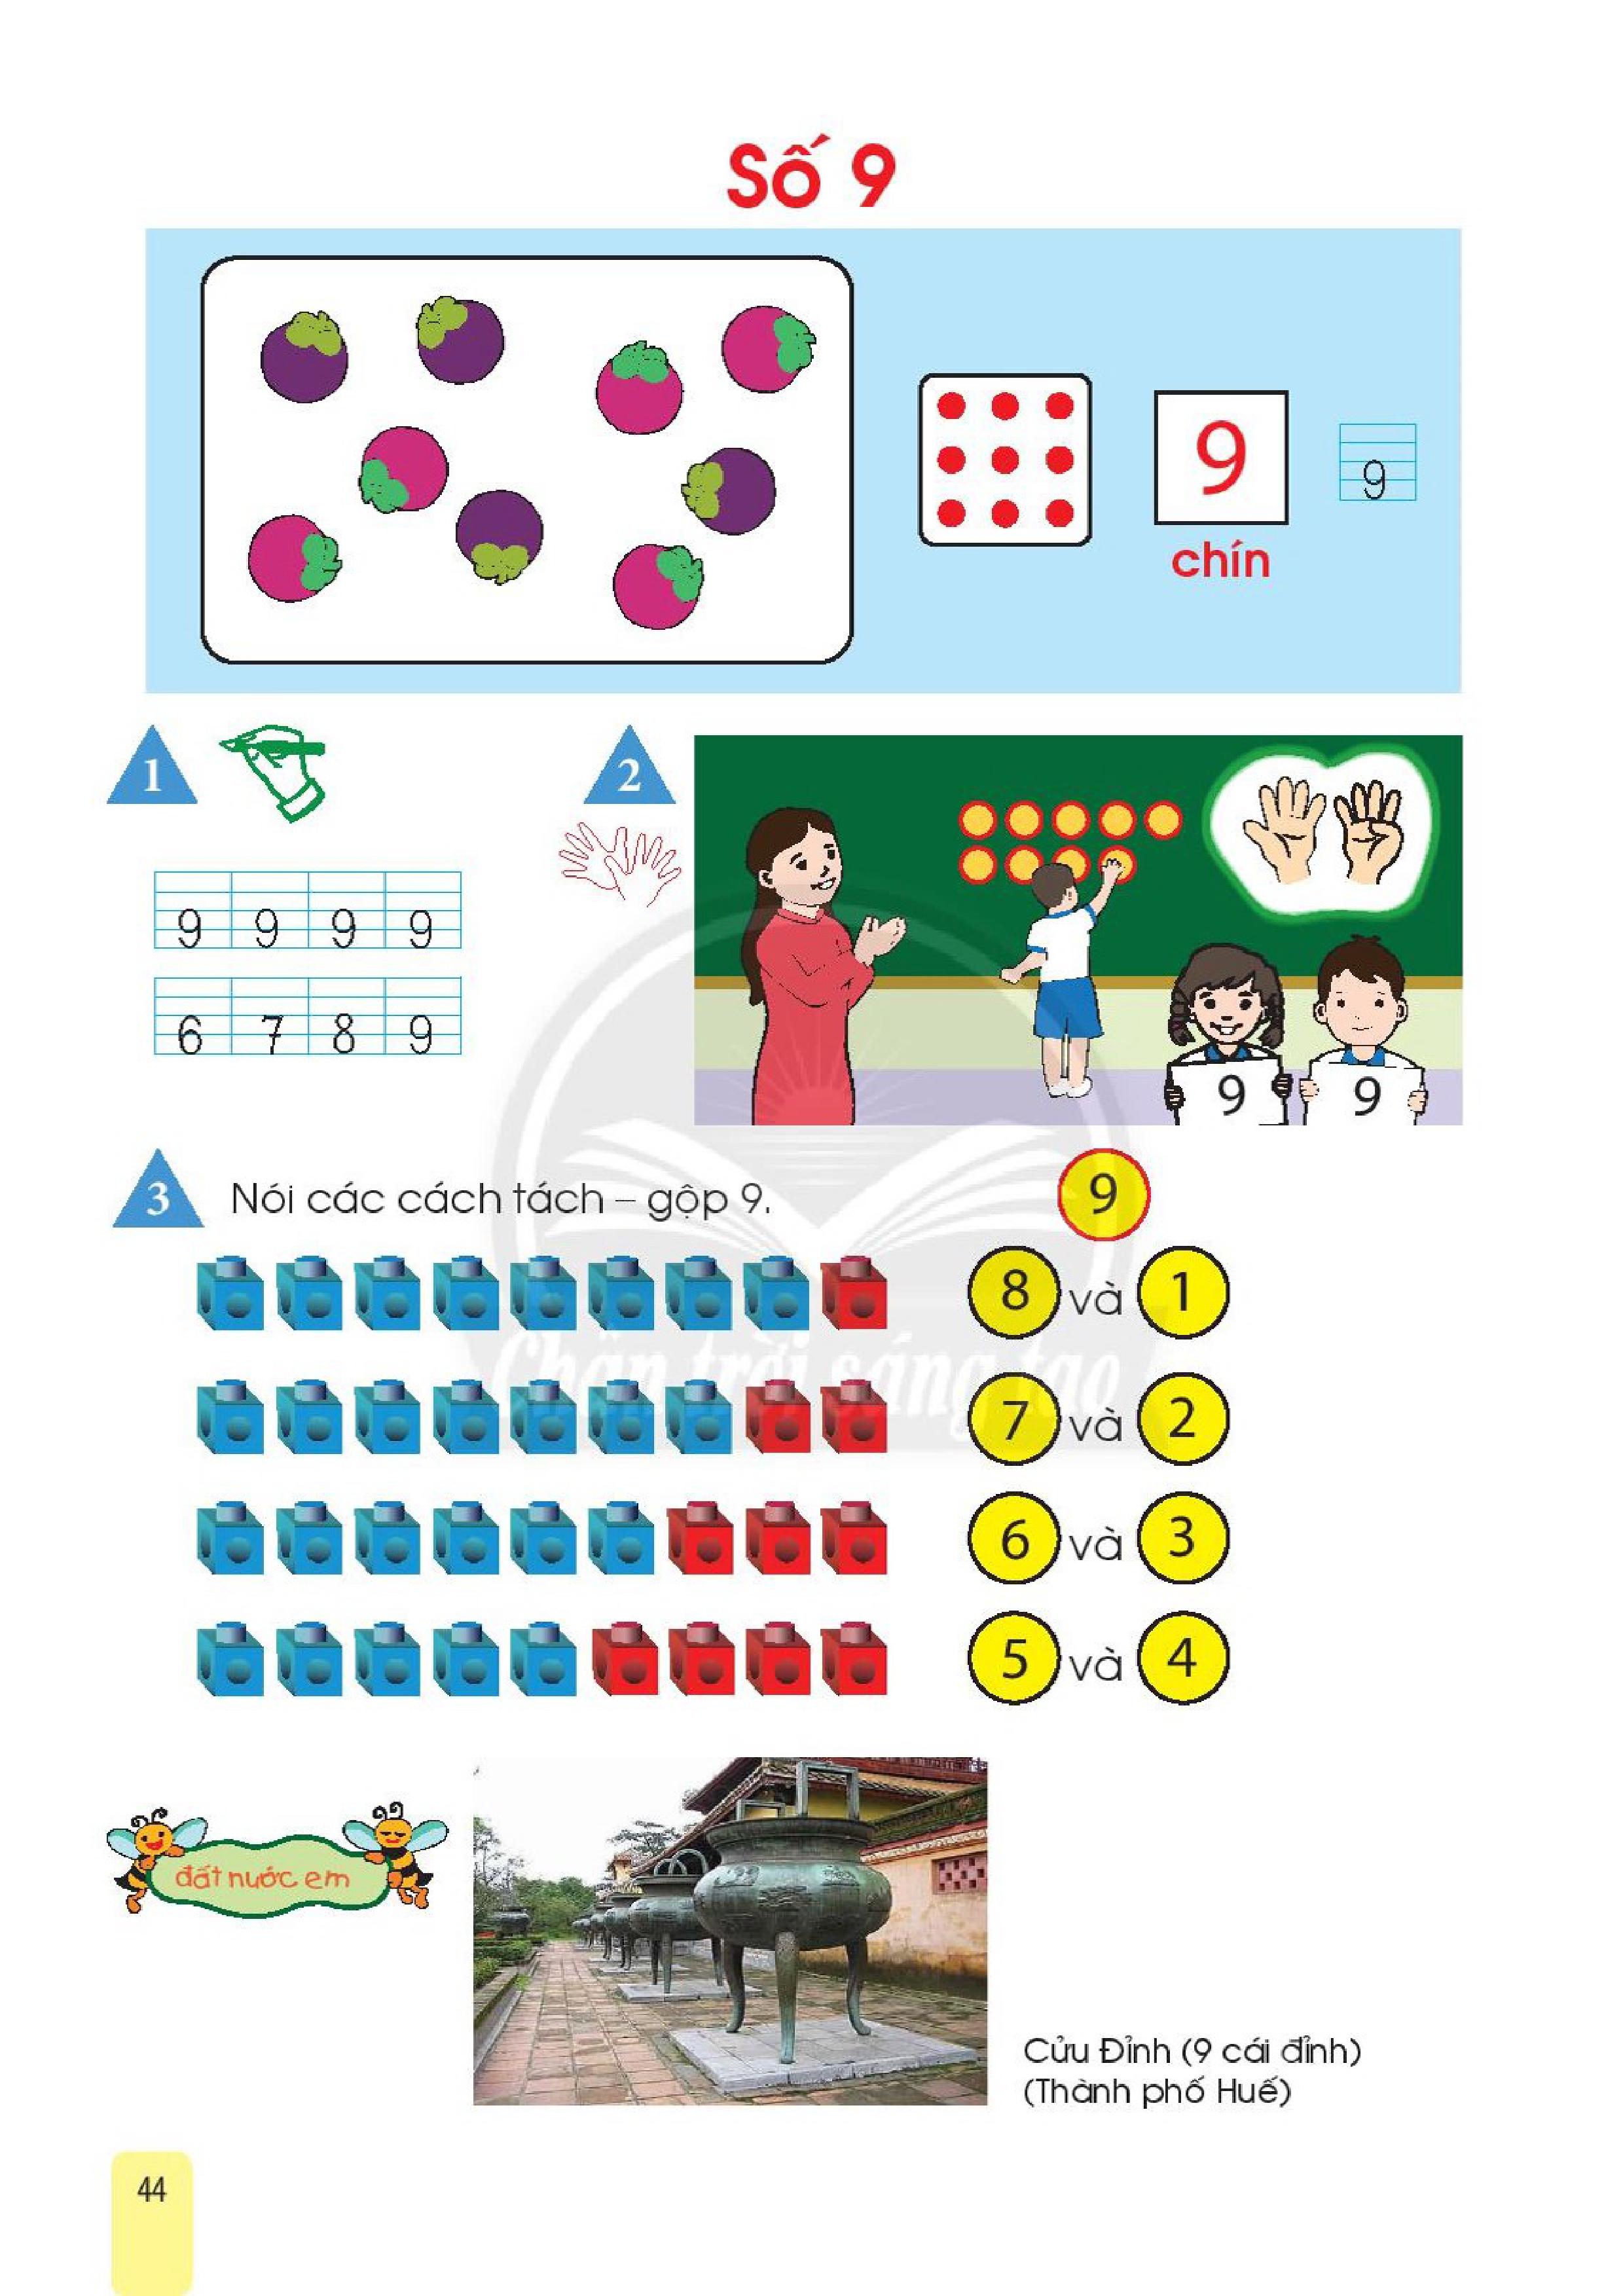 Số 9
9
9
chín
1
2
9 9 9 9
6 7 8 9
9
9
3
Nói các cách tách – gộp 9.
9
8 và 1
Chân trời sáng tạo
7 và 2
6 và 3
5 và 4
đất nước em
Cửu Đỉnh (9 cái đỉnh)
(Thành phố Huế)
44